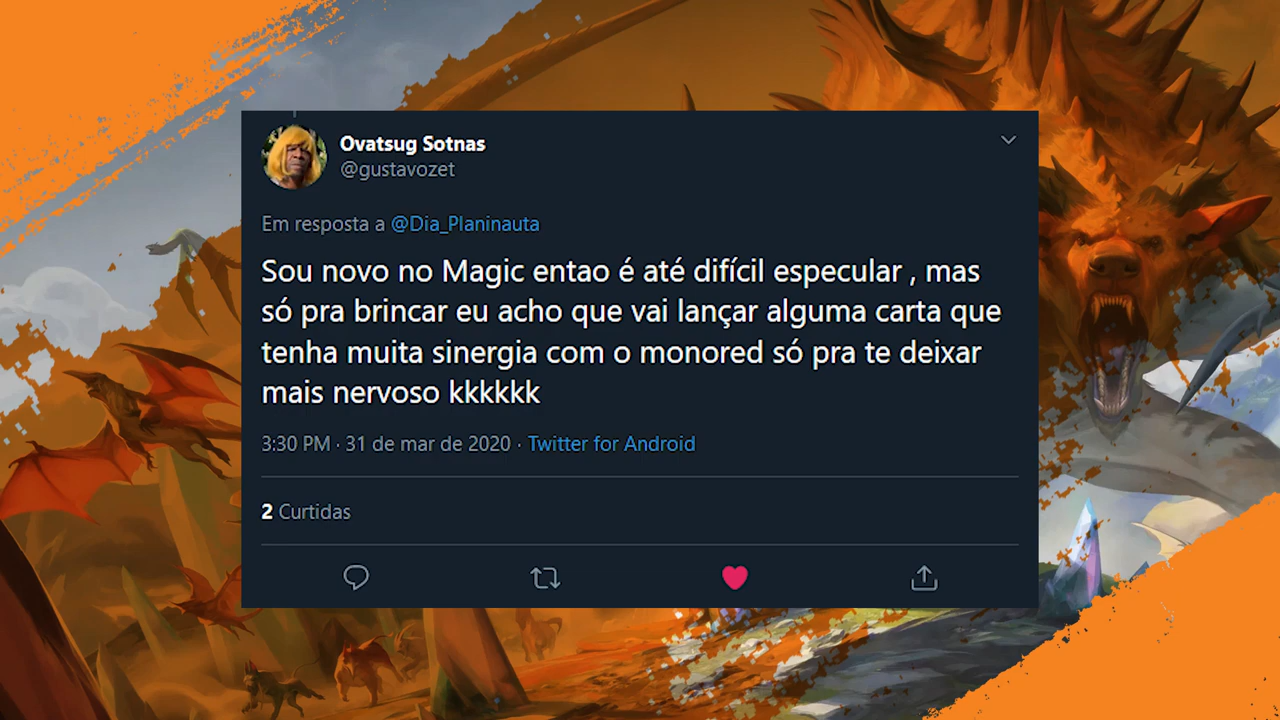 Ovatsug Sotnas
@gustavozet
Em resposta a @Dia_Planinauta
Sou novo no Magic entao é até difícil especular , mas
só pra brincar eu acho que vai lançar alguma carta que
tenha muita sinergia com o monored só pra te deixar
mais nervoso kkkkkk
3:30 PM · 31 de mar de 2020 · Twitter for Android
2 Curtidas